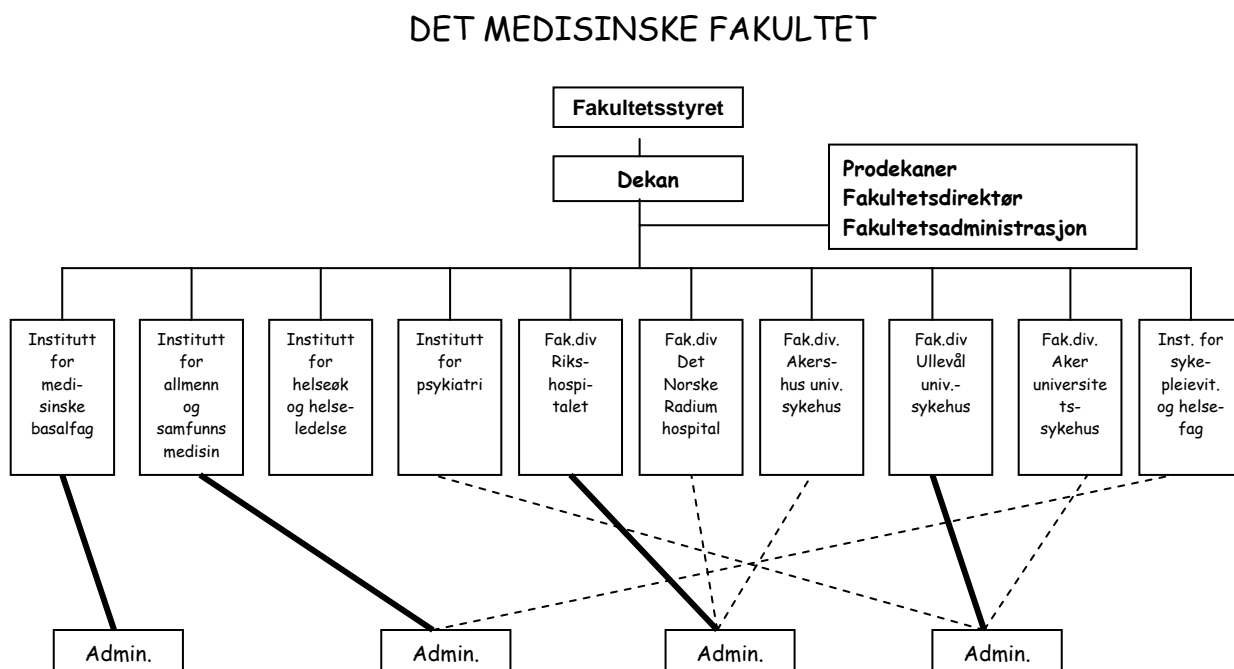 DET MEDISINSKE FAKULTET
Fakultetsstyret
Dekan
Prodekaner
Fakultetsdirektør
Fakultetsadministrasjon
Institutt
for
medi-
sinske
basalfag
Institutt
for
allmenn
og
samfunns
medisin
Institutt
for
helseøk
og helse-
ledelse
Institutt
for
psykiatri
Fak.div
Riks-
hospi-
talet
Fak.div
Det
Norske
Radium
hospital
Fak.div.
Akers-
hus univ.
sykehus
Fak.div
Ullevål
univ.-
sykehus
Fak.div.
Aker
universite
ts-
sykehus
Inst. for
syke-
pleievit.
og helse-
fag
Admin.
Admin.
Admin.
Admin.